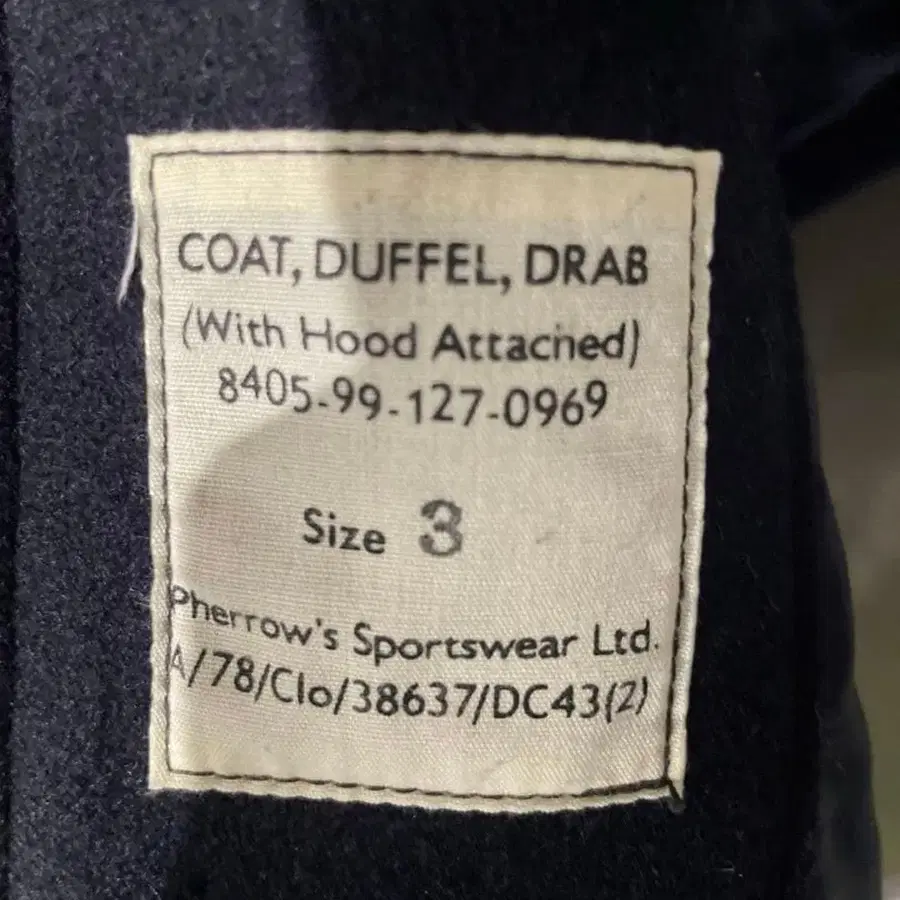 COAT, DUFFEL, DRAB
(With Hood Attached)
8405-99-127-0969
Size 3
Pherrow's Sportswear Ltd.
A/78/Clo/38637/DC43(2)